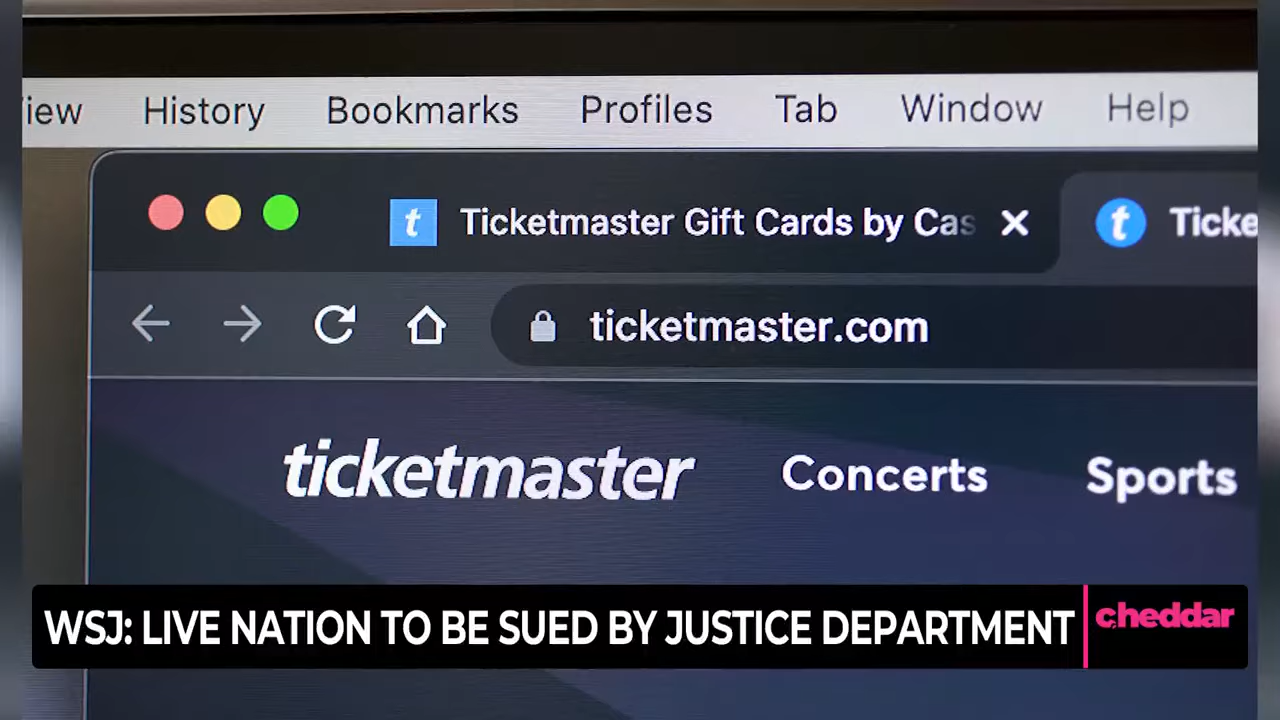 iew History Bookmarks Profiles Tab Window Help
t Ticketmaster Gift Cards by Cas t Ticke
ticketmaster.com
ticketmaster Concerts Sports
WSJ: LIVE NATION TO BE SUED BY JUSTICE DEPARTMENT cheddar